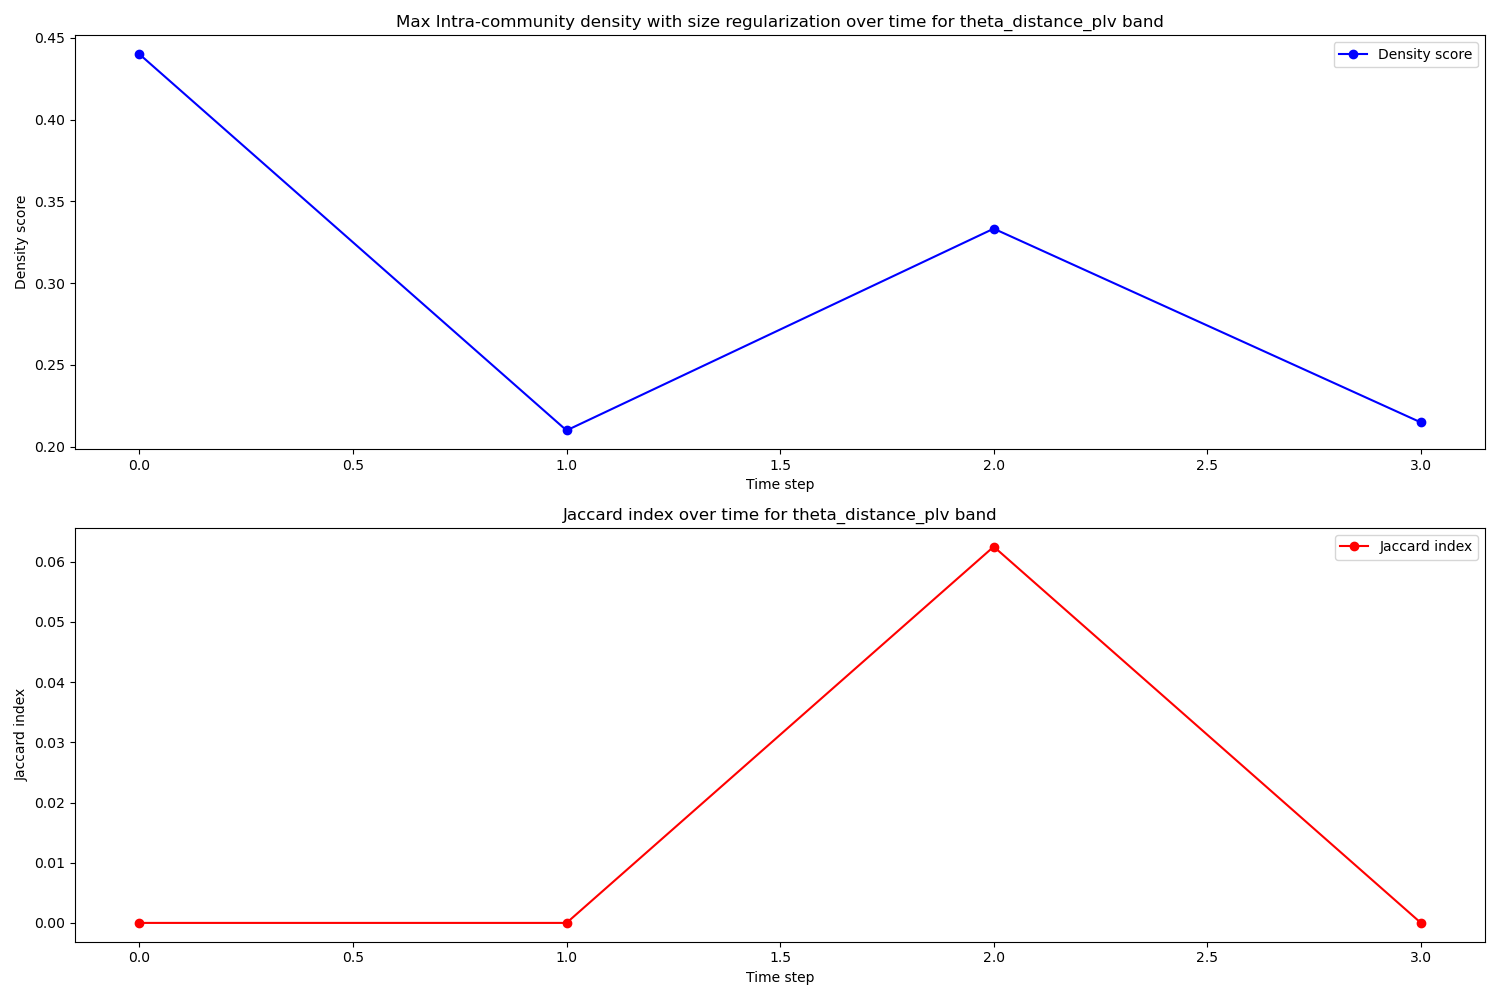 Max Intra-community density with size regularization over time for theta_distance_plv band
Density score
0.45
0.40
0.35
0.30
0.25
0.20
Density score
0.0 0.5 1.0 1.5 2.0 2.5 3.0
Time step
Jaccard index over time for theta_distance_plv band
Jaccard index
0.06
0.05
0.04
0.03
0.02
0.01
0.00
Jaccard index
0.0 0.5 1.0 1.5 2.0 2.5 3.0
Time step